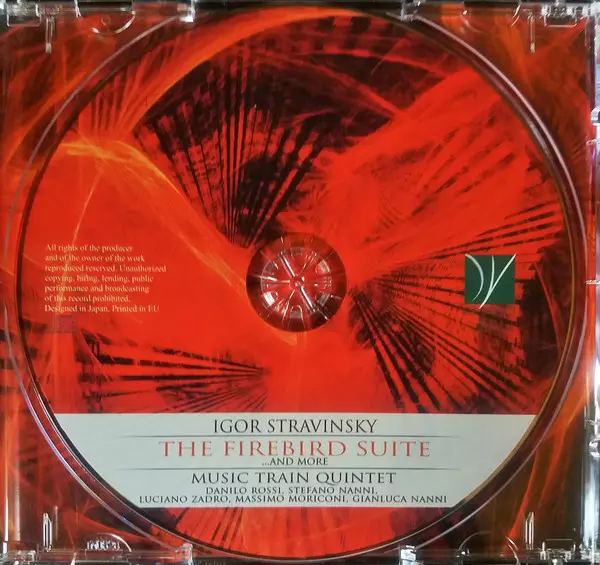 All rights of the producer
and of the owner of the work
reproduced reserved. Unauthorized
copying, hiring, lending, public
performance and broadcasting
of this record prohibited.
Designed in Japan. Printed in EU
IGOR STRAVINSKY
THE FIREBIRD SUITE
...AND MORE
MUSIC TRAIN QUINTET
DANILO ROSSI, STEFANO NANNI,
LUCIANO ZADRO, MASSIMO MORICONI, GIANLUCA NANNI